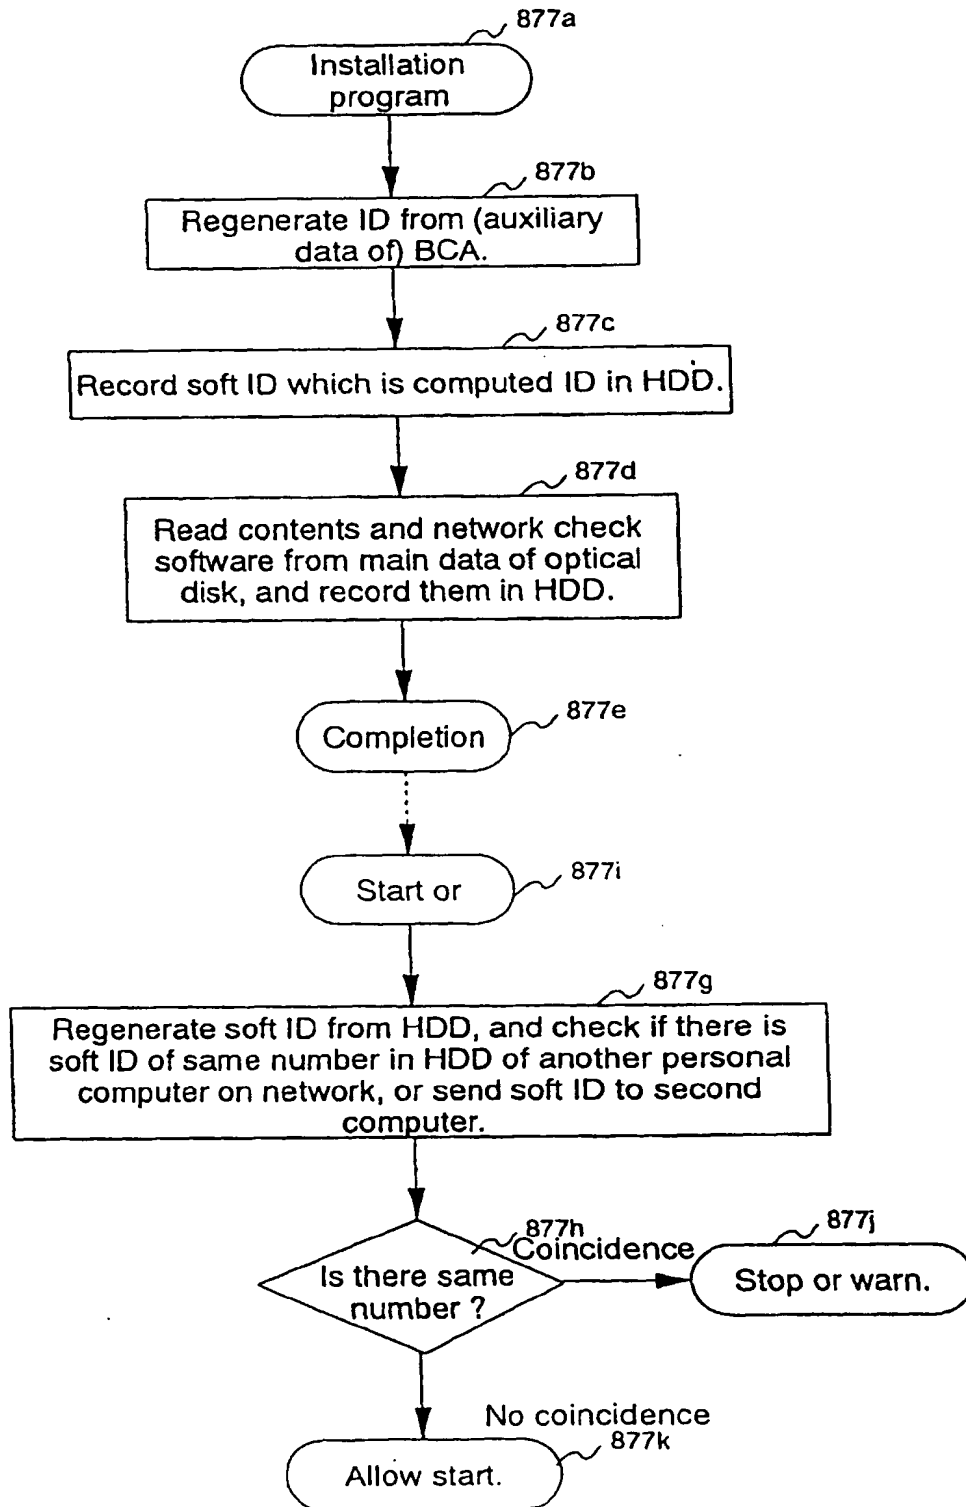 877a
Installation
program
877b
Regenerate ID from (auxiliary
data of) BCA.
877c
Record soft ID which is computed ID in HDD.
877d
Read contents and network check
software from main data of optical
disk, and record them in HDD.
877e
Completion
877i
Start or
877g
Regenerate soft ID from HDD, and check if there is
soft ID of same number in HDD of another personal
computer on network, or send soft ID to second
computer.
877h
Coincidence
877j
Is there same
number ?
Stop or warn.
No coincidence
877k
Allow start.